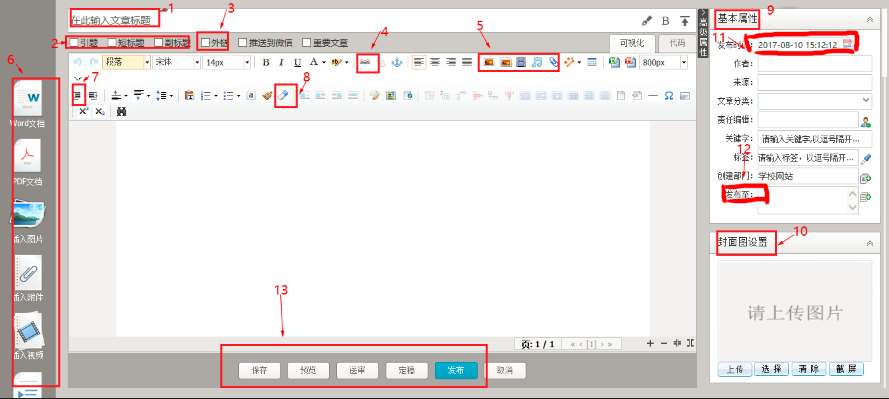 在此输入文章标题
1
B
2
引题
短标题
副标题
3
外链
推送到微信
重要文章
可视化
代码
高级属性
段落
宋体
14px
B
I
U
A
4
5
800px
6
7
8
Word文档
PDF文档
插入图片
插入附件
插入视频
页: 1 / 1
« ‹ [1] › »
13
保存
预览
送审
定稿
发布
取消
基本属性
9
11
2017-08-10 15:12:12
作者:
来源:
文章分类:
责任编辑:
关键字:
请输入关键字,以逗号隔开...
12
标签:
请输入标签，以逗号隔开...
创建部门:
学校网站
发布至:
封面图设置
10
请上传图片
上传
选择
清除
截屏